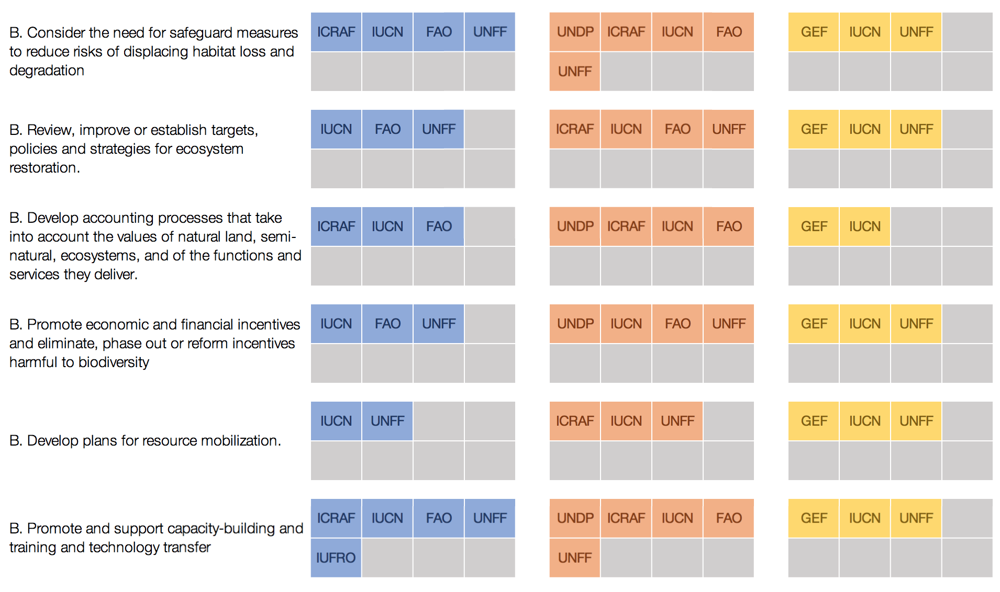 B. Consider the need for safeguard measures
to reduce risks of displacing habitat loss and
degradation
ICRAF IUCN FAO UNFF
UNDP ICRAF IUCN FAO
UNFF
GEF IUCN UNFF
B. Review, improve or establish targets,
policies and strategies for ecosystem
restoration.
IUCN FAO UNFF
ICRAF IUCN FAO UNFF
GEF IUCN UNFF
B. Develop accounting processes that take
into account the values of natural land, semi-
natural, ecosystems, and of the functions and
services they deliver.
ICRAF IUCN FAO
UNDP ICRAF IUCN FAO
GEF IUCN
B. Promote economic and financial incentives
and eliminate, phase out or reform incentives
harmful to biodiversity
IUCN FAO UNFF
UNDP IUCN FAO UNFF
GEF IUCN UNFF
B. Develop plans for resource mobilization.
IUCN UNFF
ICRAF IUCN UNFF
GEF IUCN UNFF
B. Promote and support capacity-building and
training and technology transfer
ICRAF IUCN FAO UNFF
IUFRO
UNDP ICRAF IUCN FAO
UNFF
GEF IUCN UNFF